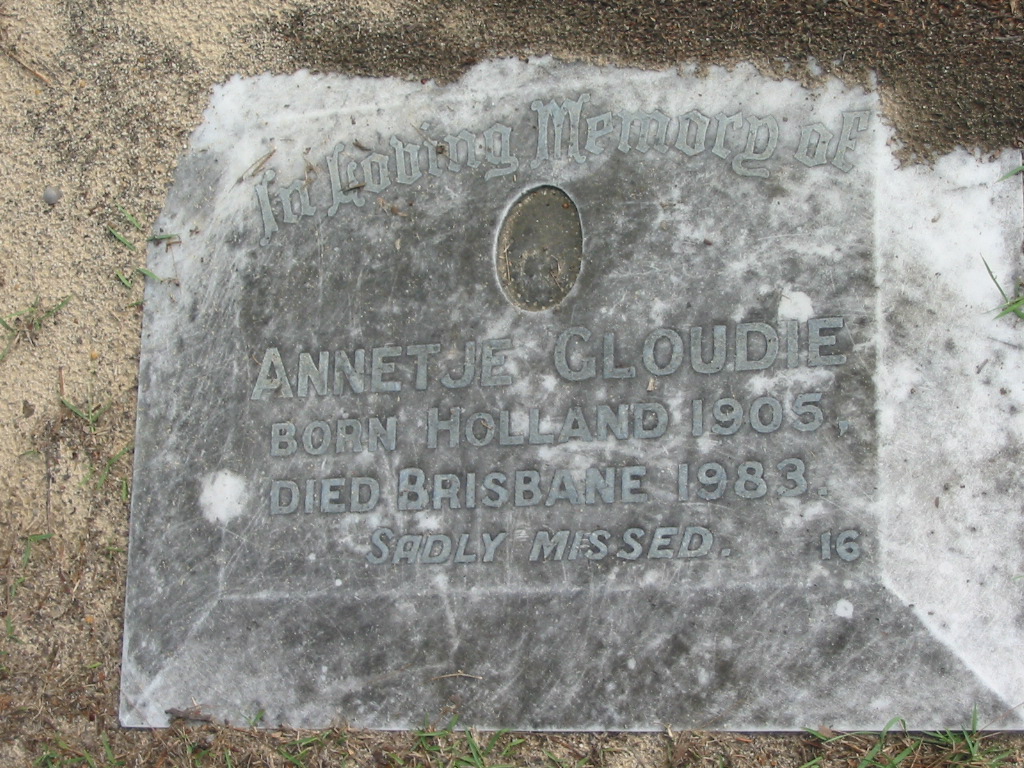 In Loving Memory of
ANNETJE CLOUDIE
BORN HOLLAND 1905,
DIED BRISBANE 1983.
SADLY MISSED. 16